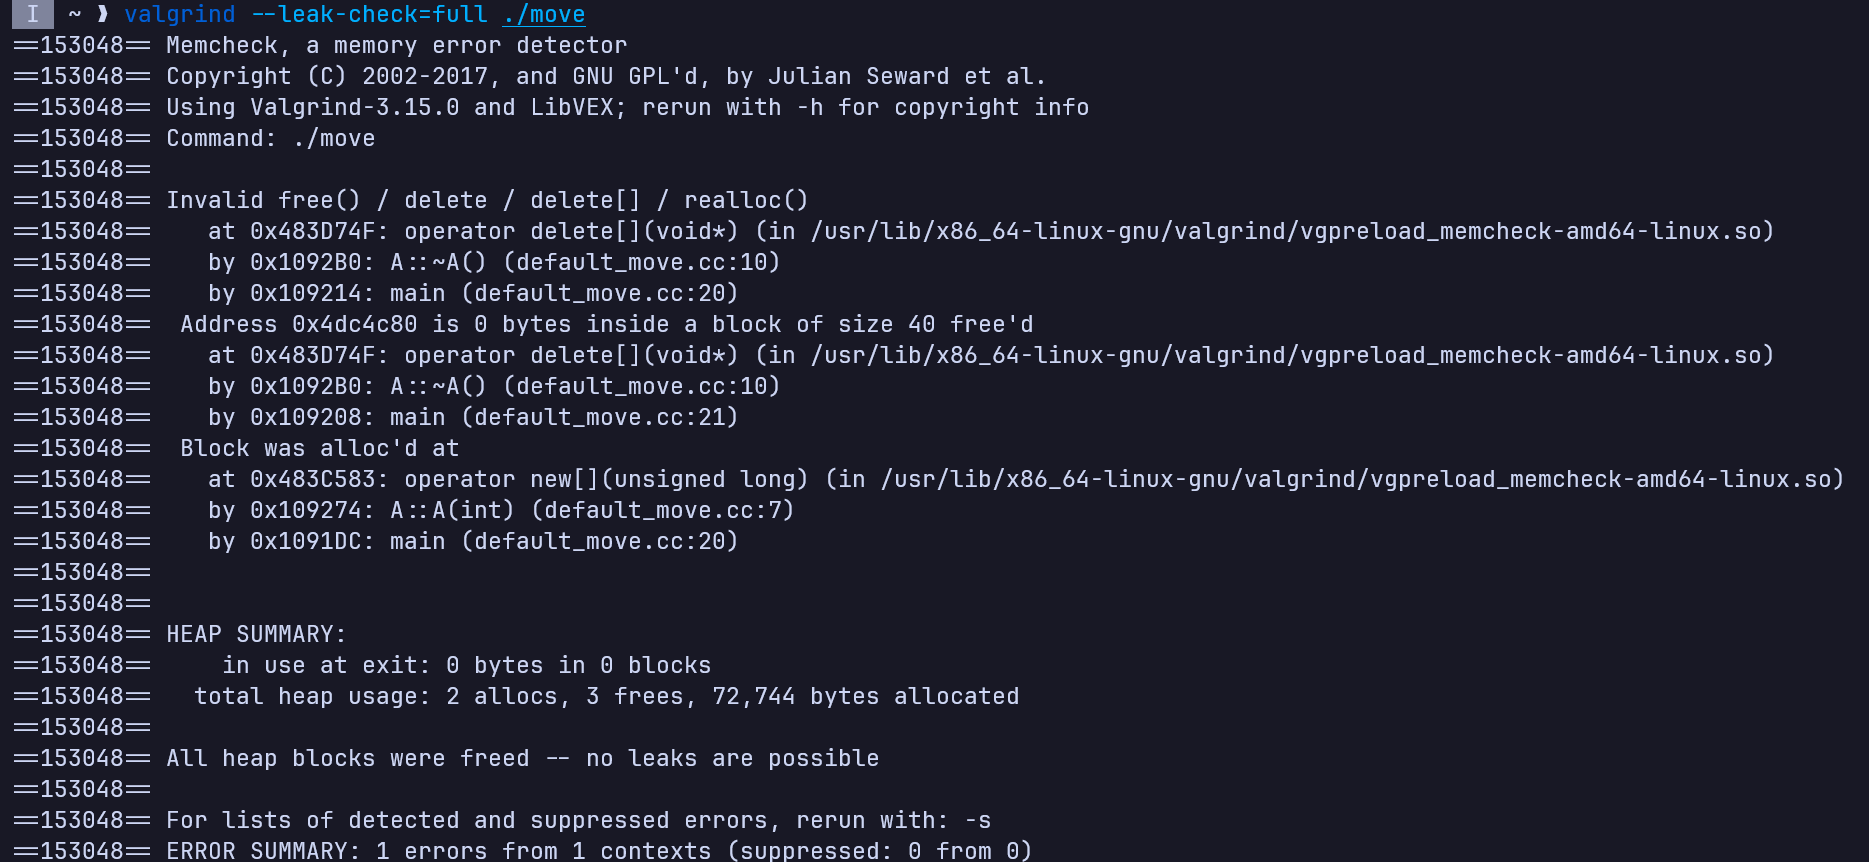 I ~ ❱ valgrind --leak-check=full ./move
==153048== Memcheck, a memory error detector
==153048== Copyright (C) 2002-2017, and GNU GPL'd, by Julian Seward et al.
==153048== Using Valgrind-3.15.0 and LibVEX; rerun with -h for copyright info
==153048== Command: ./move
==153048==
==153048== Invalid free() / delete / delete[] / realloc()
==153048==    at 0x483D74F: operator delete[](void*) (in /usr/lib/x86_64-linux-gnu/valgrind/vgpreload_memcheck-amd64-linux.so)
==153048==    by 0x1092B0: A::~A() (default_move.cc:10)
==153048==    by 0x109214: main (default_move.cc:20)
==153048==  Address 0x4dc4c80 is 0 bytes inside a block of size 40 free'd
==153048==    at 0x483D74F: operator delete[](void*) (in /usr/lib/x86_64-linux-gnu/valgrind/vgpreload_memcheck-amd64-linux.so)
==153048==    by 0x1092B0: A::~A() (default_move.cc:10)
==153048==    by 0x109208: main (default_move.cc:21)
==153048==  Block was alloc'd at
==153048==    at 0x483C583: operator new[](unsigned long) (in /usr/lib/x86_64-linux-gnu/valgrind/vgpreload_memcheck-amd64-linux.so)
==153048==    by 0x109274: A::A(int) (default_move.cc:7)
==153048==    by 0x1091DC: main (default_move.cc:20)
==153048==
==153048==
==153048== HEAP SUMMARY:
==153048==     in use at exit: 0 bytes in 0 blocks
==153048==   total heap usage: 2 allocs, 3 frees, 72,744 bytes allocated
==153048==
==153048== All heap blocks were freed -- no leaks are possible
==153048==
==153048== For lists of detected and suppressed errors, rerun with: -s
==153048== ERROR SUMMARY: 1 errors from 1 contexts (suppressed: 0 from 0)